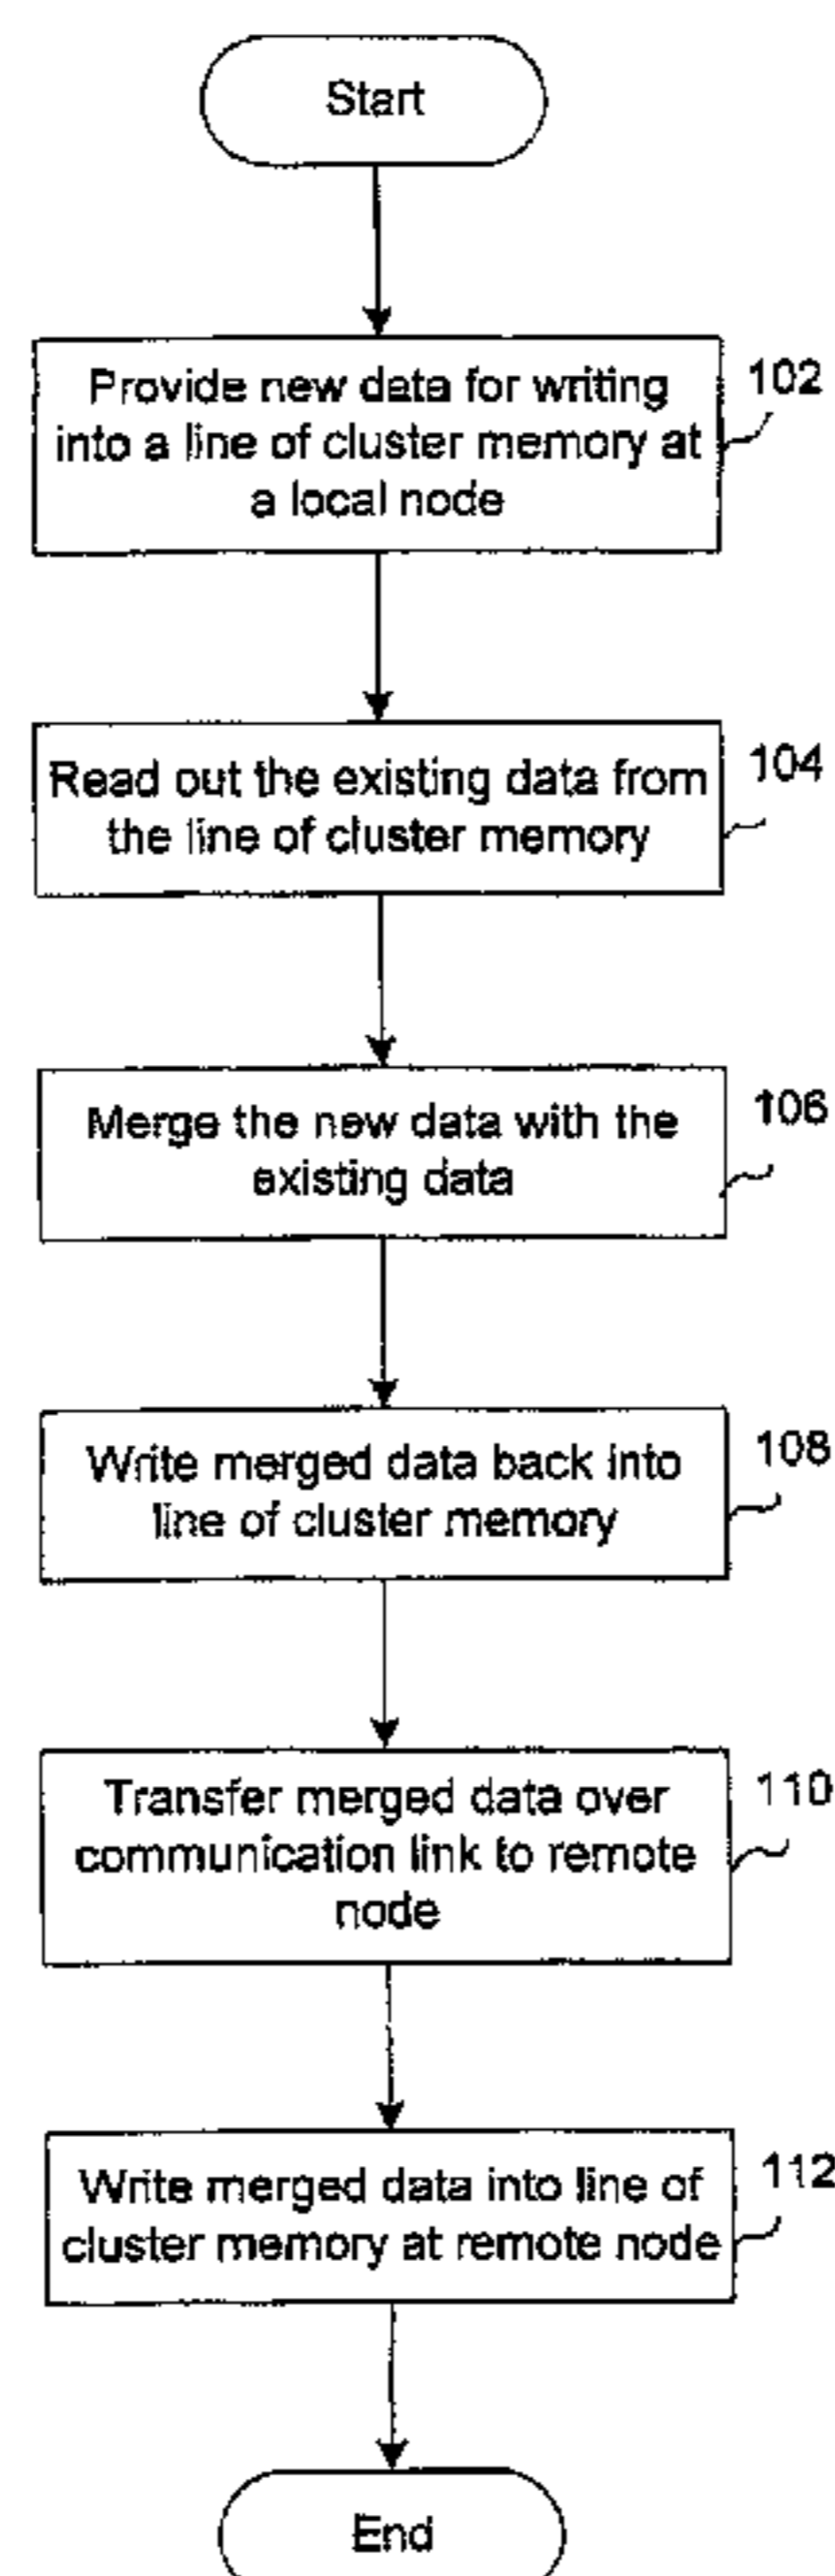 Start
Provide new data for writing
into a line of cluster memory at
a local node
102
Read out the existing data from
the line of cluster memory
104
Merge the new data with the
existing data
106
Write merged data back into
line of cluster memory
108
Transfer merged data over
communication link to remote
node
110
Write merged data into line of
cluster memory at remote node
112
End